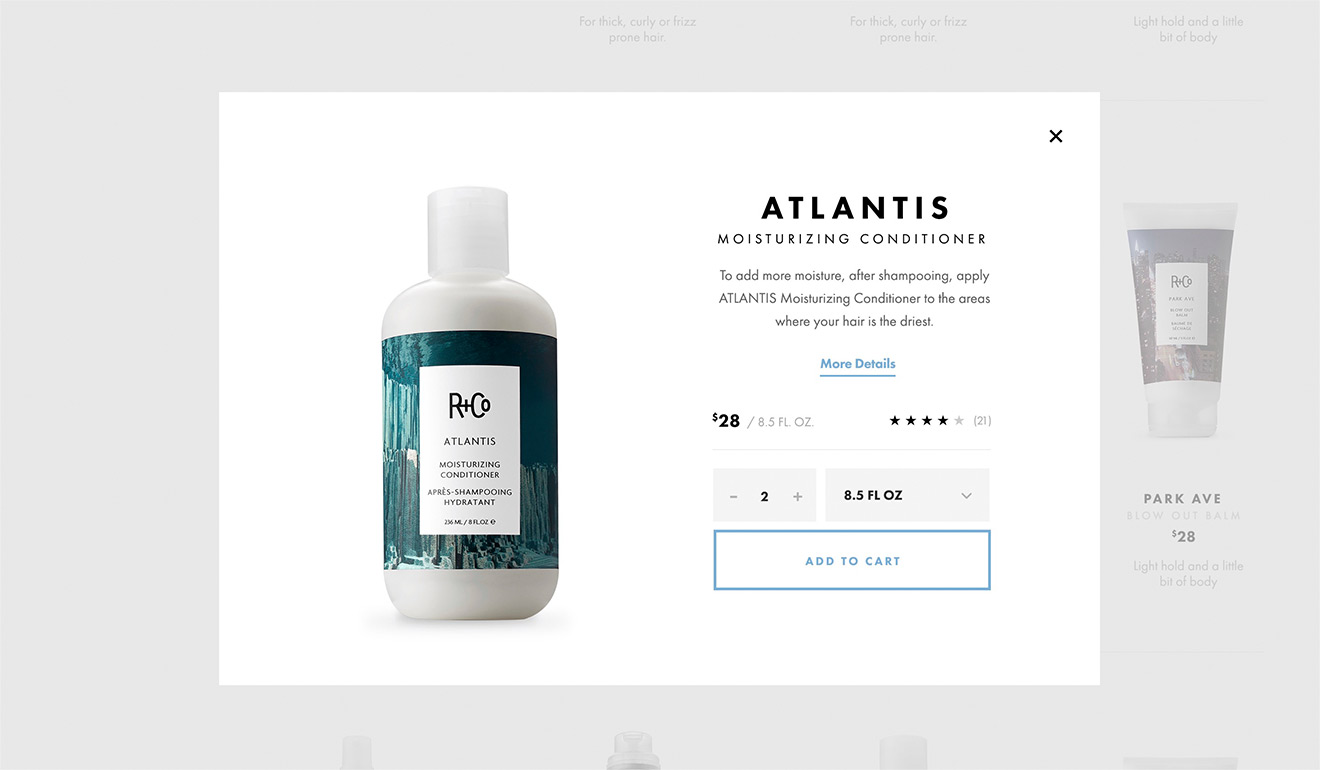 For thick, curly or frizz
prone hair.
For thick, curly or frizz
prone hair.
Light hold and a little
bit of body
ATLANTIS
MOISTURIZING CONDITIONER
To add more moisture, after shampooing, apply
ATLANTIS Moisturizing Conditioner to the areas
where your hair is the driest.
More Details
$28 / 8.5 FL. OZ.
(21)
- 2 +
8.5 FL OZ
ADD TO CART
R+Co
ATLANTIS
MOISTURIZING
CONDITIONER
APRÈS-SHAMPOOING
HYDRATANT
236 ML / 8 FL.OZ e
R+Co
PARK AVE
BLOW OUT
BALM
BAUME DE
SÉCHAGE
PARK AVE
BLOW OUT BALM
$28
Light hold and a little
bit of body